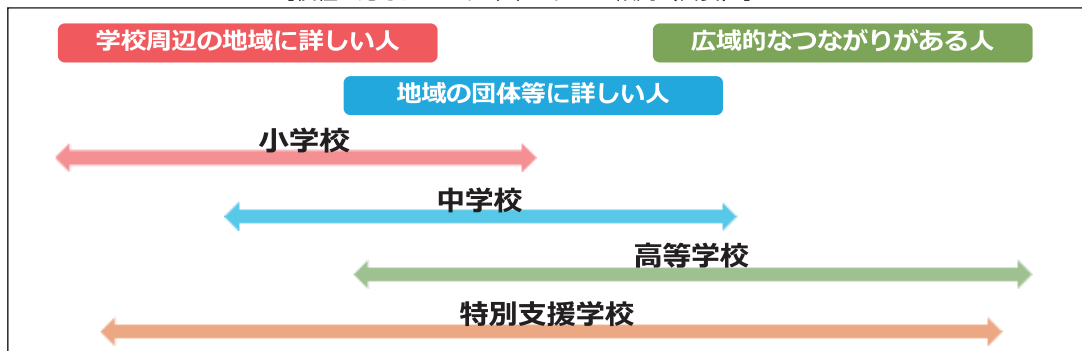 学校周辺の地域に詳しい人
広域的なつながりがある人
地域の団体等に詳しい人
小学校
中学校
高等学校
特別支援学校